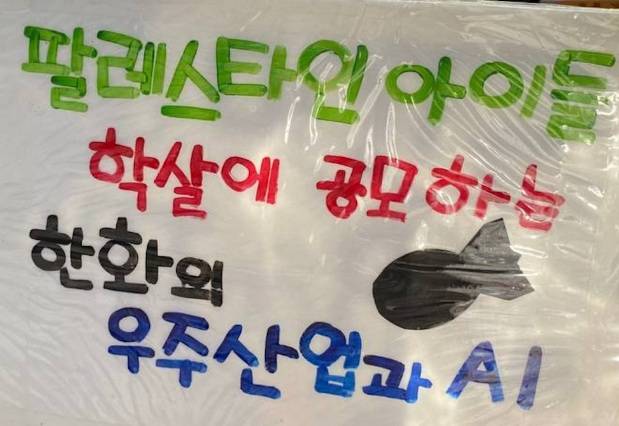 팔레스타인 아이들
학살에 공모하는
한화의
우주산업과 AI